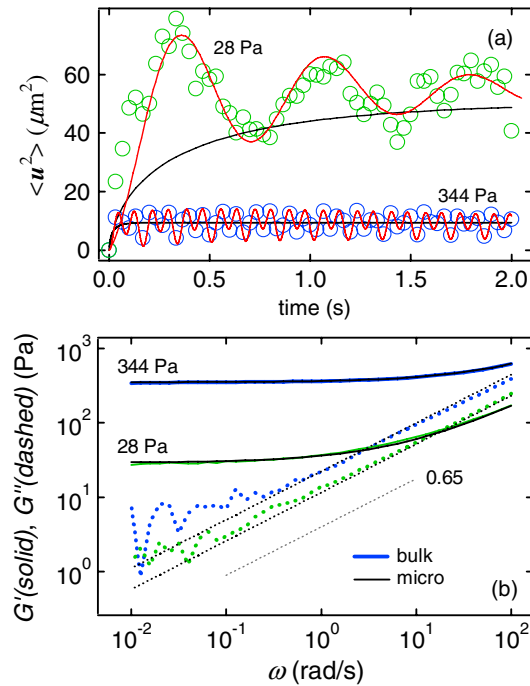 (a)
28 Pa
344 Pa
<u²> (μm²)
60
40
20
0
0.0
0.5
1.0
1.5
2.0
time (s)
(b)
344 Pa
28 Pa
0.65
bulk
micro
G'(solid), G''(dashed) (Pa)
10³
10²
10¹
10⁰
10⁻²
10⁻¹
10⁰
10¹
10²
ω (rad/s)